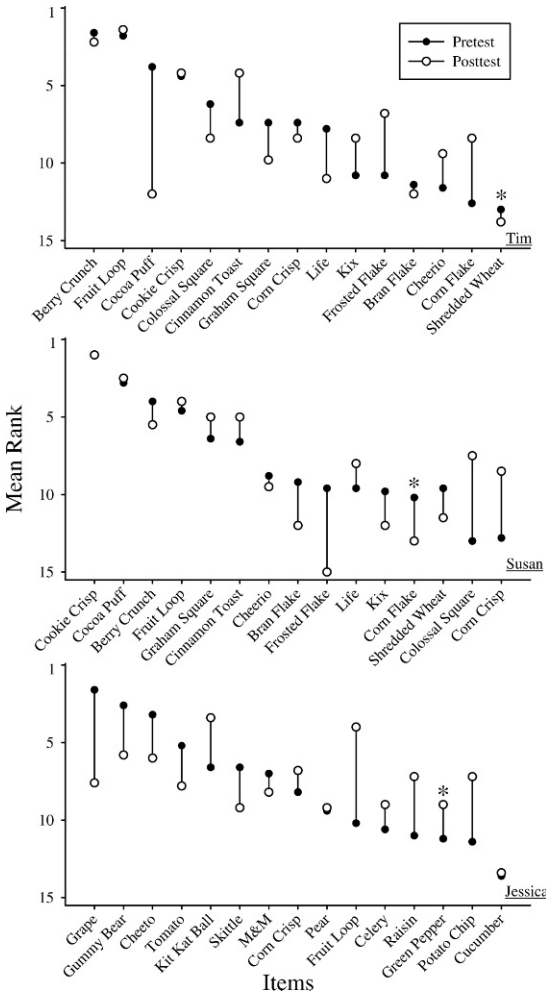 1
5
10
15
Pretest
Posttest
*
Tim
Berry Crunch
Fruit Loop
Cocoa Puff
Cookie Crisp
Colossal Square
Cinnamon Toast
Graham Square
Corn Crisp
Life
Kix
Frosted Flake
Bran Flake
Cheerio
Corn Flake
Shredded Wheat
Mean Rank
1
5
10
15
*
Susan
Cookie Crisp
Cocoa Puff
Berry Crunch
Fruit Loop
Graham Square
Cinnamon Toast
Cheerio
Bran Flake
Frosted Flake
Life
Kix
Corn Flake
Shredded Wheat
Colossal Square
Corn Crisp
1
5
10
15
*
Jessica
Grape
Gummy Bear
Cheeto
Tomato
Kit Kat Ball
Skittle
M&M
Corn Crisp
Pear
Fruit Loop
Celery
Raisin
Green Pepper
Potato Chip
Cucumber
Items